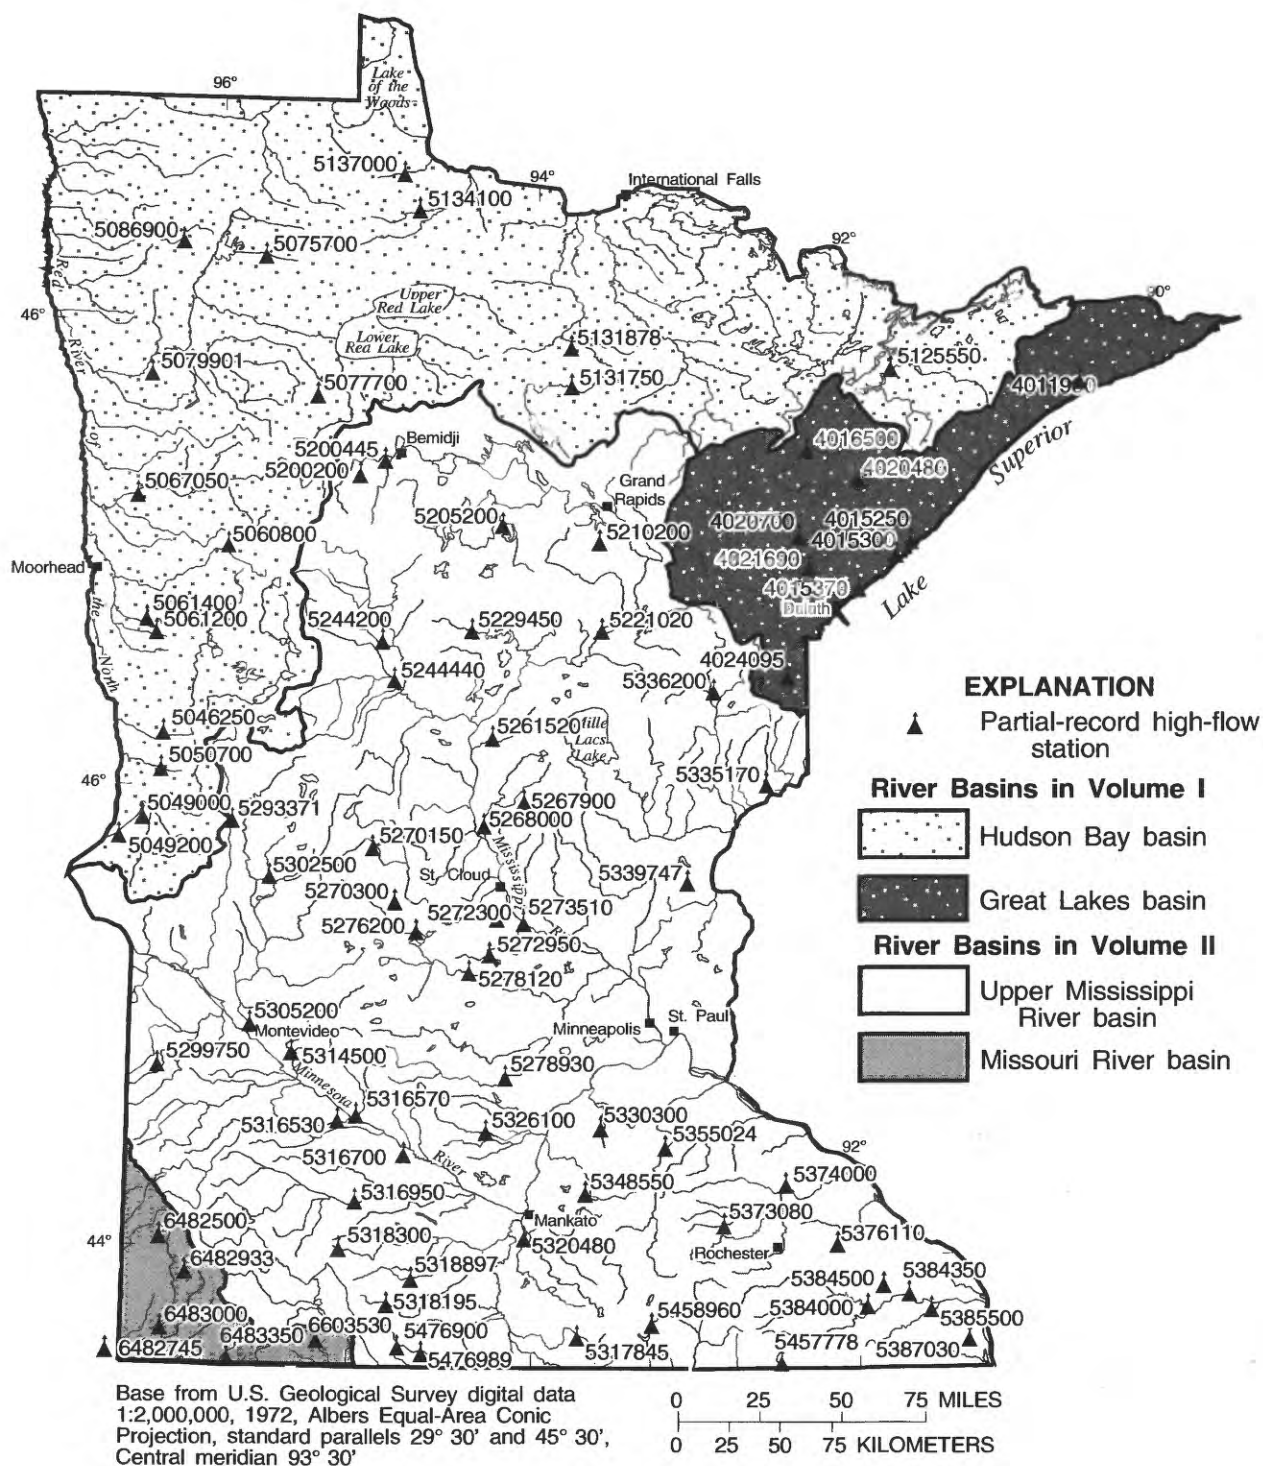 96°
Lake
of the
Woods
5137000
94°
International Falls
5134100
5086900
5075700
92°
90°
Red
Upper
Red Lake
46°
River
Lower
Red Lake
5131878
5125550
5079901
5077700
5131750
of
4016500
Superior
5200445
Bemidji
4020480
5200200
5067050
Grand
Rapids
5205200
4020700
4015250
5060800
5210200
4015300
Moorhead
the
4021690
5061400
4015370
Lake
Duluth
5061200
5244200
5229450
5221020
North
4024095
5244440
5336200
EXPLANATION
Partial-record high-flow
station
5046250
5261520
Mille
Lacs
Lake
5050700
46°
5335170
River Basins in Volume I
5049000
5293371
5267900
5268000
Hudson Bay basin
5049200
5270150
Mississippi
5302500
St. Cloud
5339747
5270300
Great Lakes basin
5272300
5273510
5276200
River Basins in Volume II
5272950
5278120
Upper Mississippi
River basin
5305200
Montevideo
Minneapolis
St. Paul
5299750
5314500
Missouri River basin
5278930
Minnesota
5316570
5316530
5326100
5330300
5355024
92°
5316700
River
5374000
5348550
5316950
6482500
Mankato
5373080
44°
5318300
5320480
Rochester
5376110
6482933
5318897
5384500
5384350
5318195
5458960
5384000
6483000
6603530
5385500
6482745
6483350
5476900
5317845
5457778
5387030
5476989
Base from U.S. Geological Survey digital data
1:2,000,000, 1972, Albers Equal-Area Conic
Projection, standard parallels 29° 30' and 45° 30',
Central meridian 93° 30'
0 25 50 75 MILES
0 25 50 75 KILOMETERS